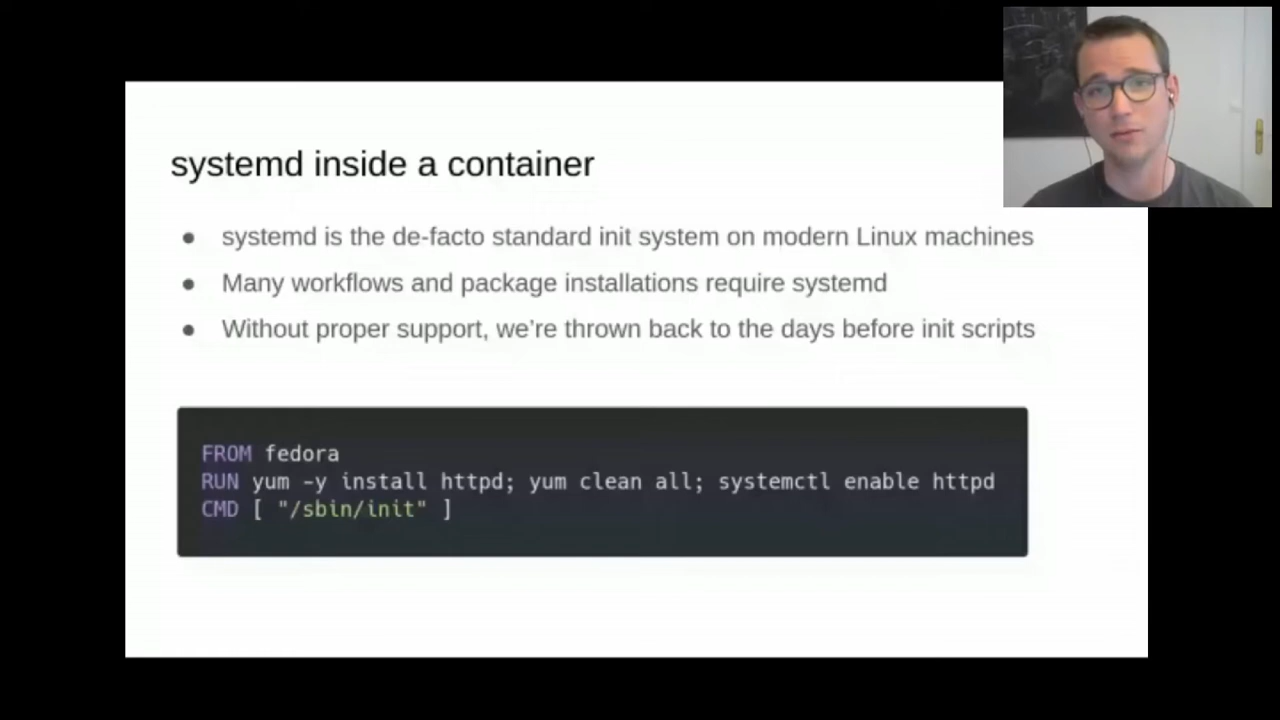 systemd inside a container
● systemd is the de-facto standard init system on modern Linux machines
● Many workflows and package installations require systemd
● Without proper support, we’re thrown back to the days before init scripts
FROM fedora
RUN yum -y install httpd; yum clean all; systemctl enable httpd
CMD [ "/sbin/init" ]